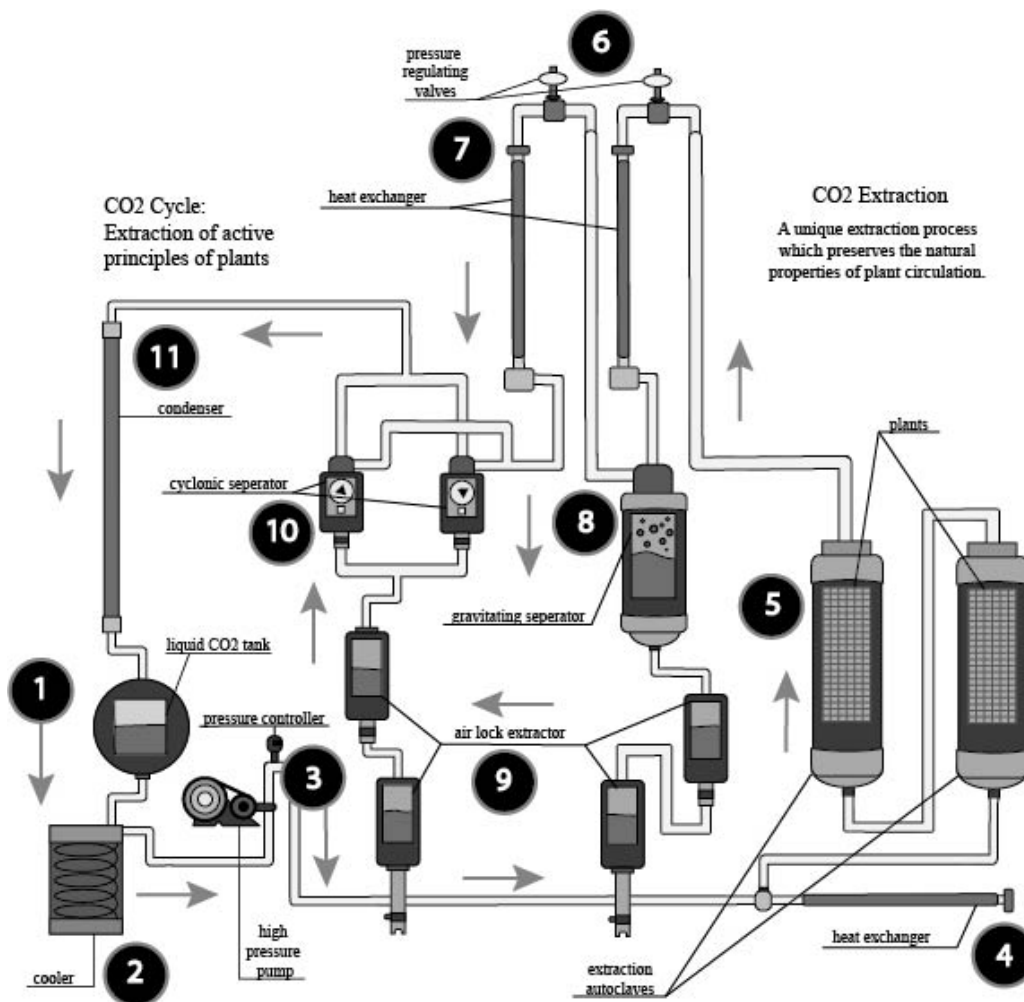 6
pressure
regulating
valves
7
heat exchanger
CO2 Cycle:
Extraction of active
principles of plants
CO2 Extraction
A unique extraction process
which preserves the natural
properties of plant circulation.
11
condenser
plants
cyclonic seperator
10
8
5
gravitating seperator
1
liquid CO2 tank
pressure controller
air lock extractor
3
9
high
pressure
pump
cooler
2
heat exchanger
4
extraction
autoclaves